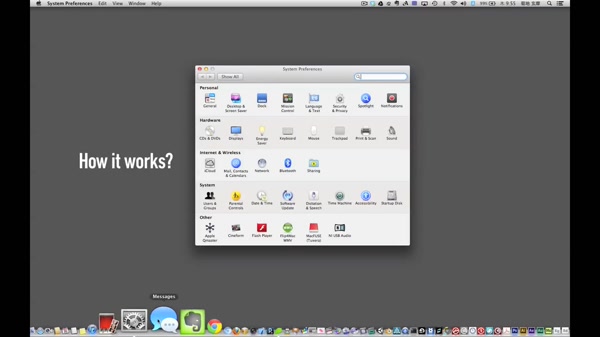 System Preferences Edit View Window Help
System Preferences
Show All
Personal
General Desktop & Screen Saver Dock Mission Control Language & Text Security & Privacy Spotlight Notifications
Hardware
CDs & DVDs Displays Energy Saver Keyboard Mouse Trackpad Print & Scan Sound
Internet & Wireless
iCloud Mail, Contacts & Calendars Network Bluetooth Sharing
How it works?
System
Users & Groups Parental Controls Date & Time Software Update Dictation & Speech Time Machine Accessibility Startup Disk
Other
Flash Player Flip4Mac WMV MacFUSE (Tuxera) NI USB Audio
Messages